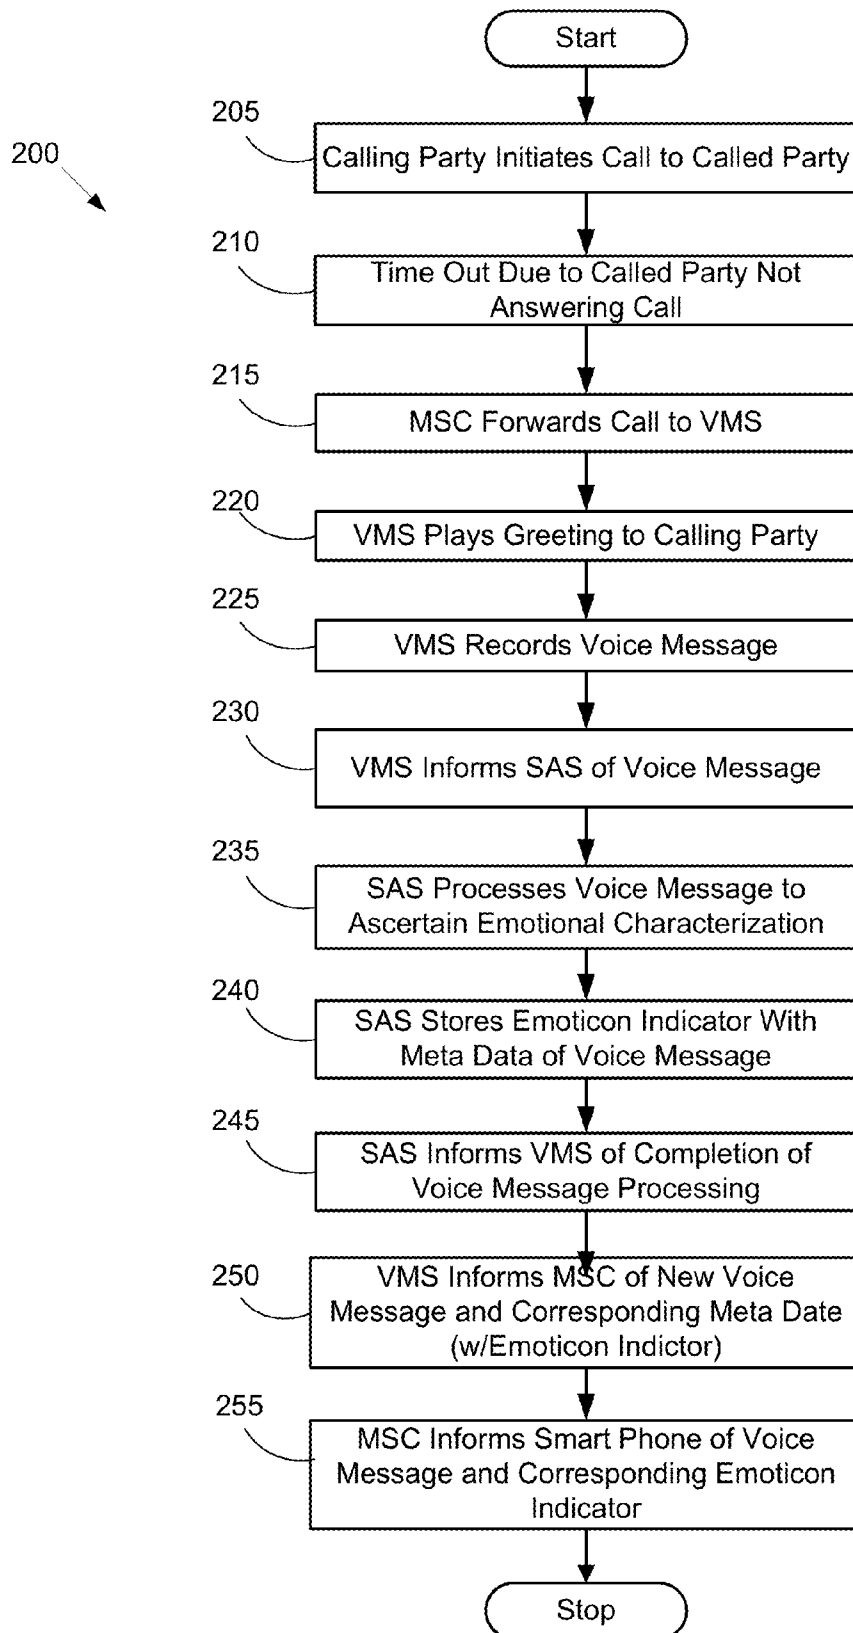 Start
205
200
Calling Party Initiates Call to Called Party
210
Time Out Due to Called Party Not
Answering Call
215
MSC Forwards Call to VMS
220
VMS Plays Greeting to Calling Party
225
VMS Records Voice Message
230
VMS Informs SAS of Voice Message
235
SAS Processes Voice Message to
Ascertain Emotional Characterization
240
SAS Stores Emoticon Indicator With
Meta Data of Voice Message
245
SAS Informs VMS of Completion of
Voice Message Processing
250
VMS Informs MSC of New Voice
Message and Corresponding Meta Date
(w/Emoticon Indictor)
255
MSC Informs Smart Phone of Voice
Message and Corresponding Emoticon
Indicator
Stop